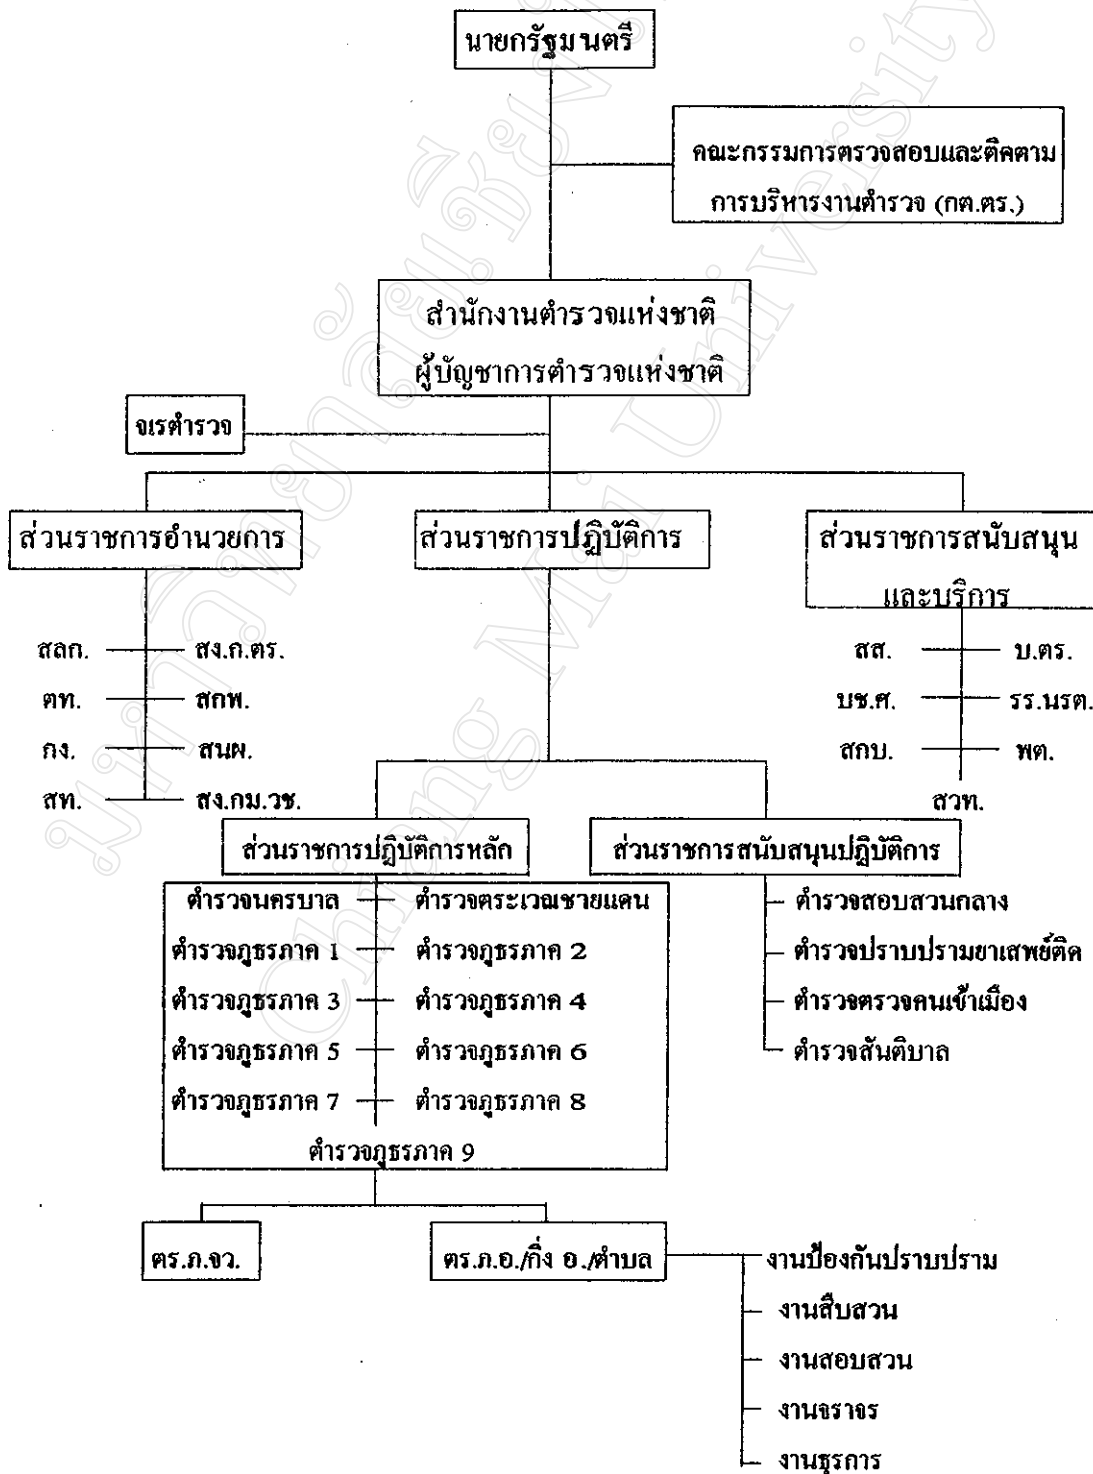 นายกรัฐมนตรี
คณะกรรมการตรวจสอบและติดตาม
การบริหารงานตำรวจ (กต.ตร.)
สำนักงานตำรวจแห่งชาติ
ผู้บัญชาการตำรวจแห่งชาติ
จเรตำรวจ
ส่วนราชการอำนวยการ
ส่วนราชการปฏิบัติการ
ส่วนราชการสนับสนุน
และบริการ
สลก. สง.ก.ตร.
ตท. สกพ.
กง. สนผ.
สท. สง.กม.วช.
สส. บ.ตร.
บช.ศ. รร.นรต.
สกบ. พต.
สวท.
ส่วนราชการปฏิบัติการหลัก
ส่วนราชการสนับสนุนปฏิบัติการ
ตำรวจนครบาล ตำรวจตระเวณชายแดน
ตำรวจภูธรภาค 1 ตำรวจภูธรภาค 2
ตำรวจภูธรภาค 3 ตำรวจภูธรภาค 4
ตำรวจภูธรภาค 5 ตำรวจภูธรภาค 6
ตำรวจภูธรภาค 7 ตำรวจภูธรภาค 8
ตำรวจภูธรภาค 9
ตำรวจสอบสวนกลาง
ตำรวจปราบปรามยาเสพย์ติด
ตำรวจตรวจคนเข้าเมือง
ตำรวจสันติบาล
ตร.ภ.จว.
ตร.ภ.อ./กิ่ง อ./ตำบล
งานป้องกันปราบปราม
งานสืบสวน
งานสอบสวน
งานจราจร
งานธุรการ
มหาวิทยาลัยเชียงใหม่
Chiang Mai University